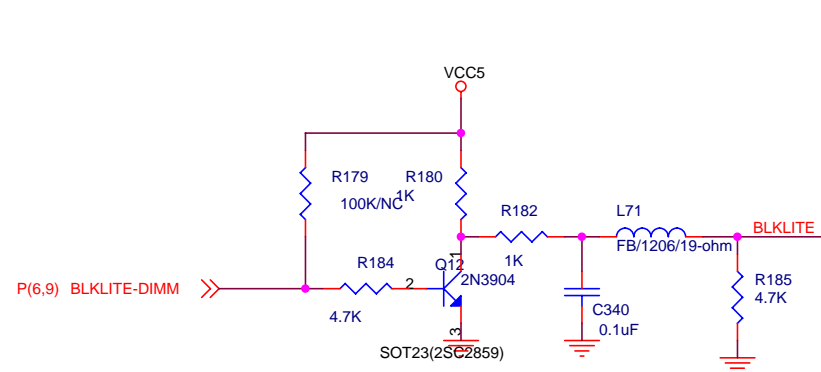 VCC5
R179
R180
100K/NC
1K
R182
L71
BLKLITE
1K
FB/1206/19-ohm
P(6,9) BLKLITE-DIMM
R184
4.7K
2
1
Q12
2N3904
3
SOT23(2SC2859)
C340
0.1uF
R185
4.7K